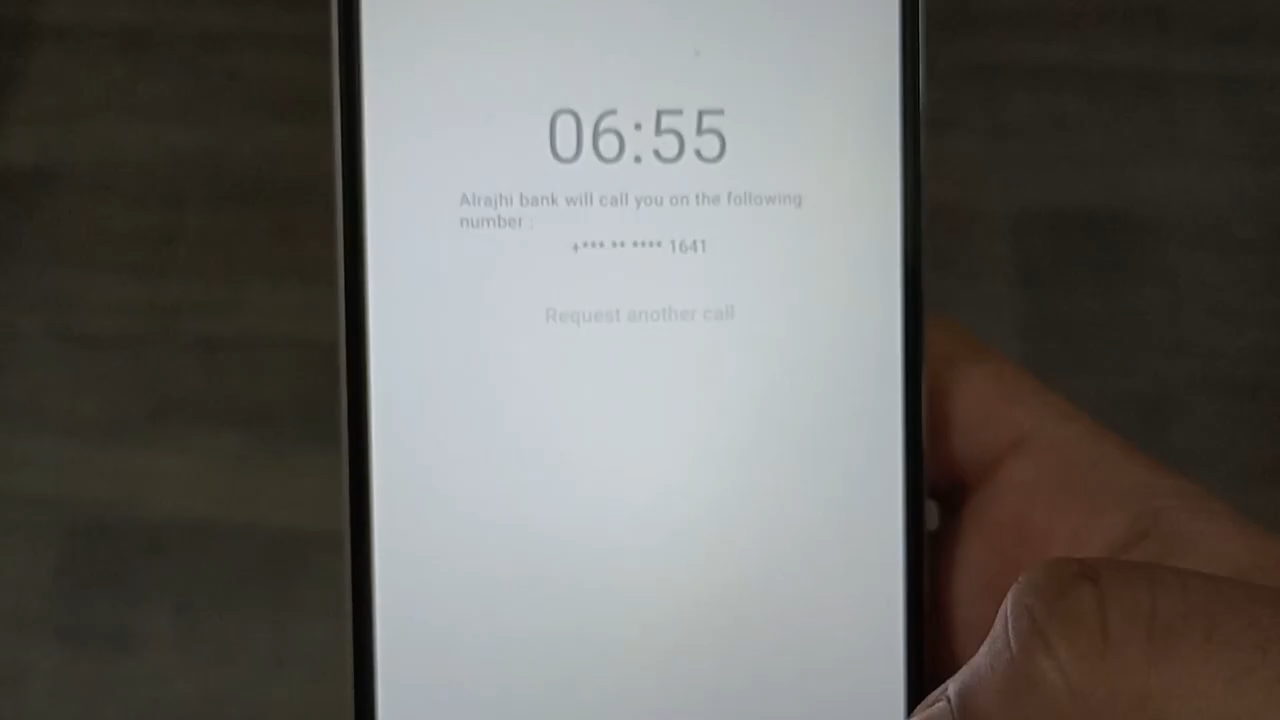 06:55
Alrajhi bank will call you on the following
number :
+*** ** **** 1641
Request another call